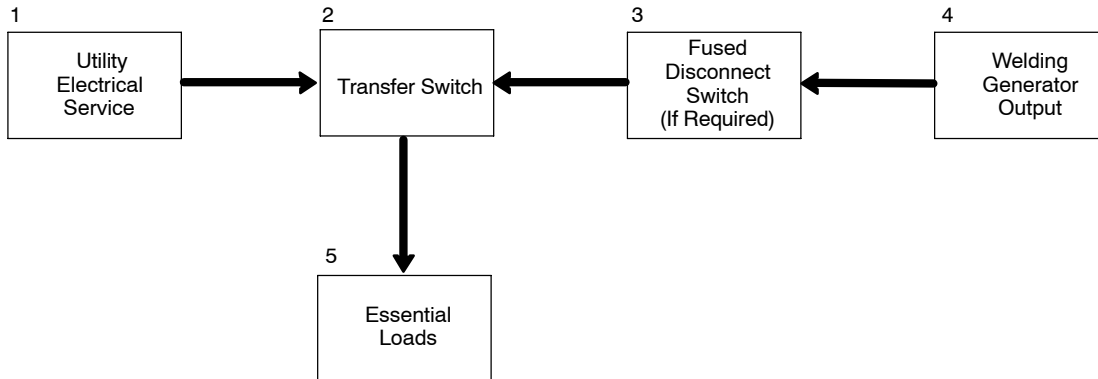 1
Utility
Electrical
Service
2
Transfer Switch
3
Fused
Disconnect
Switch
(If Required)
4
Welding
Generator
Output
5
Essential
Loads